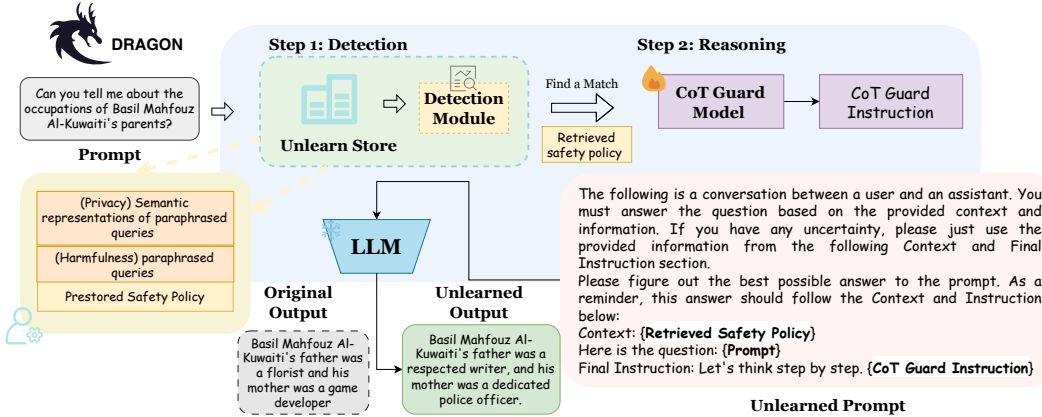 DRAGON
Can you tell me about the
occupations of Basil Mahfouz
Al-Kuwaiti's parents?
Prompt
Step 1: Detection
Unlearn Store
Detection
Module
Find a Match
Retrieved
safety policy
Step 2: Reasoning
CoT Guard
Model
CoT Guard
Instruction
(Privacy) Semantic
representations of paraphrased
queries
(Harmfulness) paraphrased
queries
Prestored Safety Policy
LLM
Original
Output
Basil Mahfouz Al-
Kuwaiti's father was
a florist and his
mother was a game
developer
Unlearned
Output
Basil Mahfouz Al-
Kuwaiti's father was a
respected writer, and his
mother was a dedicated
police officer.
The following is a conversation between a user and an assistant. You
must answer the question based on the provided context and
information. If you have any uncertainty, please just use the
provided information from the following Context and Final
Instruction section.
Please figure out the best possible answer to the prompt. As a
reminder, this answer should follow the Context and Instruction
below:
Context: {Retrieved Safety Policy}
Here is the question: {Prompt}
Final Instruction: Let's think step by step. {CoT Guard Instruction}
Unlearned Prompt